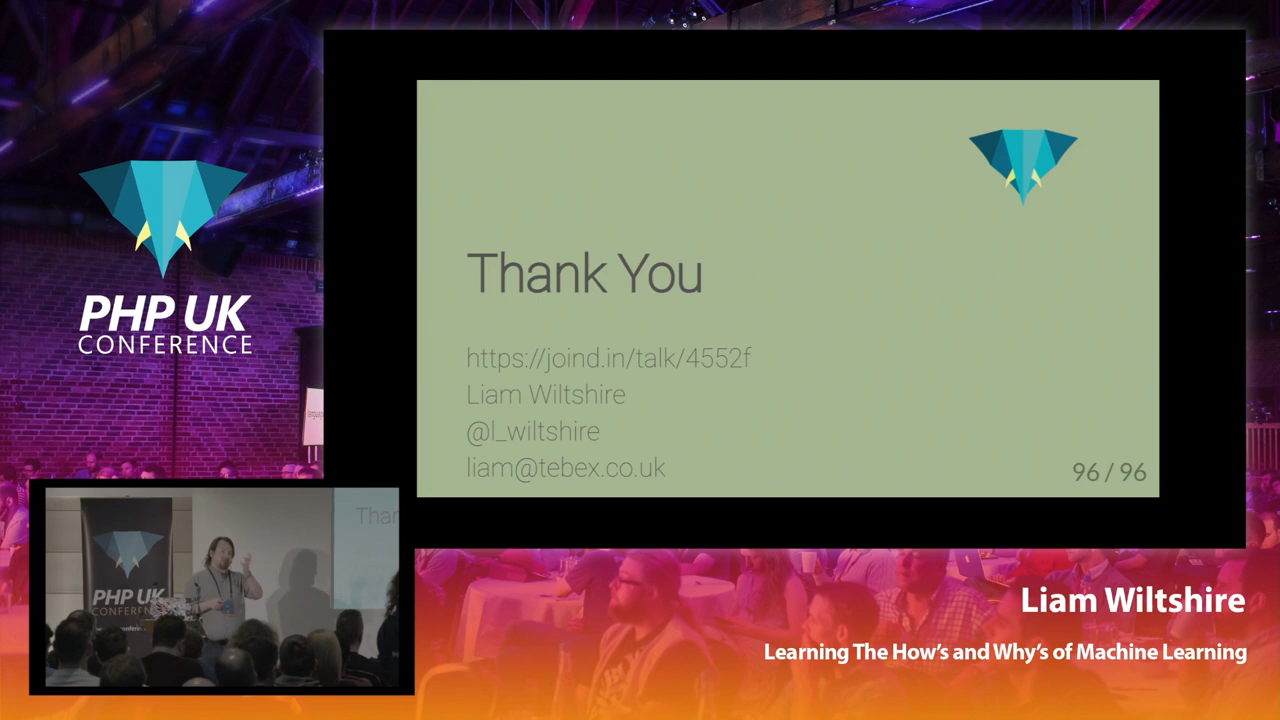 PHP UK
CONFERENCE
Thank You
https://joind.in/talk/4552f
Liam Wiltshire
@l_wiltshire
liam@tebex.co.uk
96 / 96
PHP UK
CONFERENCE
Liam Wiltshire
Learning The How's and Why's of Machine Learning